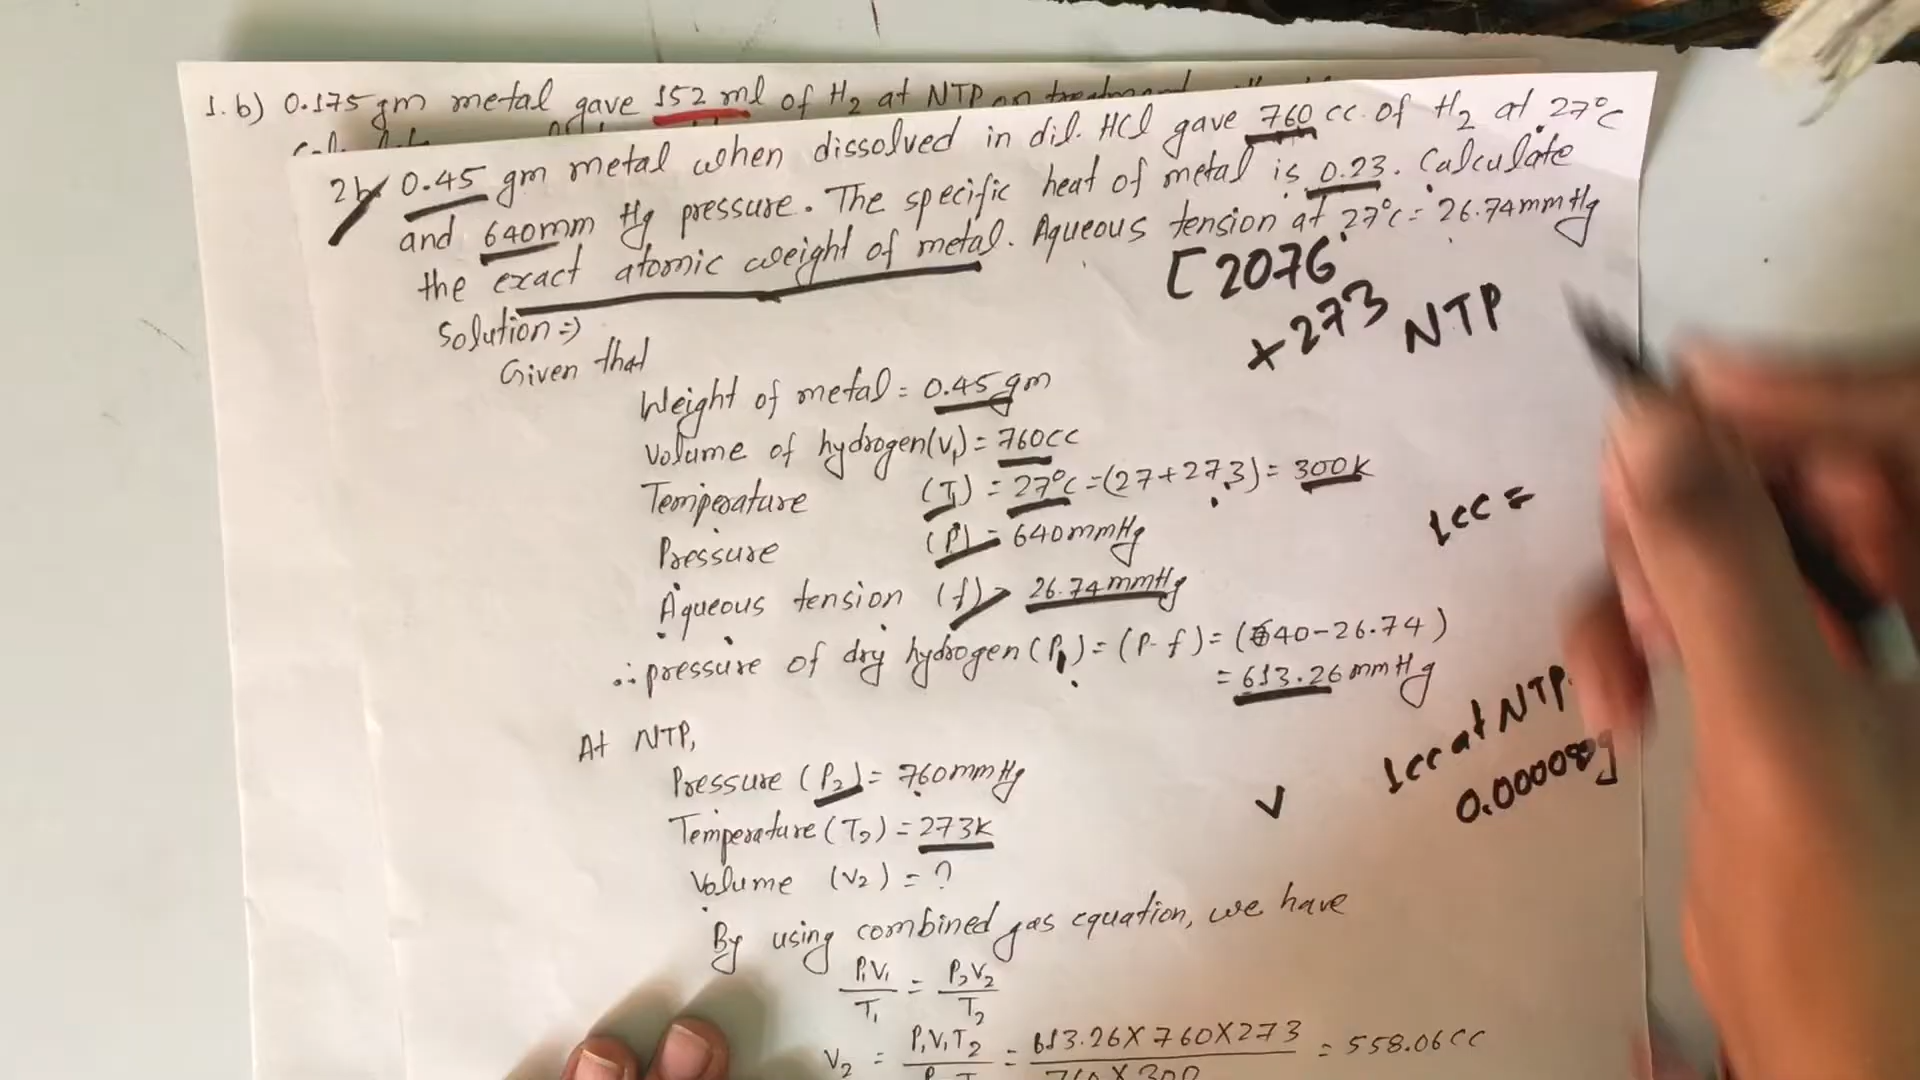 1.b) 0.175 gm metal gave 152 ml of H₂ at NTP on
2b 0.45 gm metal when dissolved in dil. HCl gave 760 cc of H₂ at 27°C
and 640mm Hg pressure. The specific heat of metal is 0.23. Calculate
the exact atomic weight of metal. Aqueous tension at 27°C = 26.74mmHg
[2076
×273 NTP
Solution ⇒
Given that
Weight of metal = 0.45gm
Volume of hydrogen(V₁) = 760cc
Temperature (T₁) = 27°C = (27+273) = 300K
1cc =
Pressure (P) = 640mmHg
Aqueous tension (f) = 26.74mmHg
∴ pressure of dry hydrogen (P₁) = (P-f) = (640-26.74)
= 613.26 mmHg
At NTP,
1cc at NTP
Pressure (P₂) = 760mmHg
0.00008g
Temperature (T₂) = 273K
V
Volume (V₂) = ?
By using combined gas equation, we have
P₁V₁/T₁ = P₂V₂/T₂
V₂ = P₁V₁T₂ = 613.26×760×273 = 558.06cc
760×300